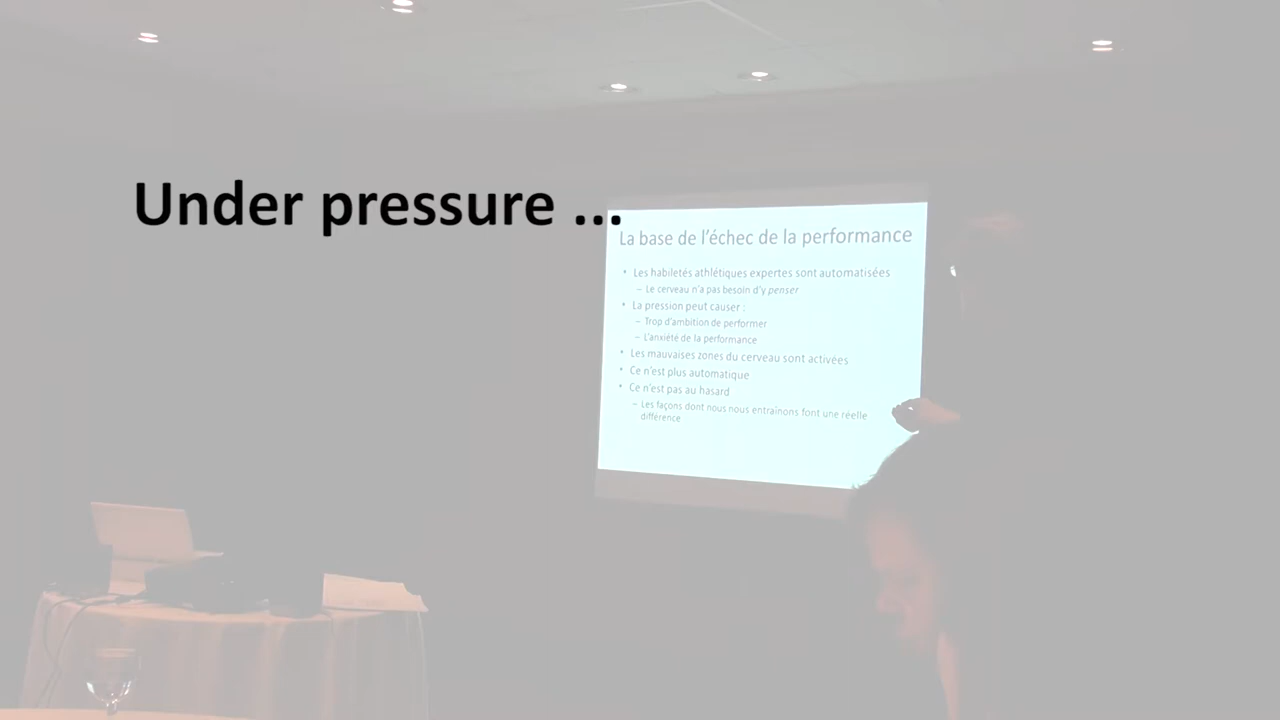 Under pressure ...
La base de l'échec de la performance
• Les habiletés athlétiques expertes sont automatisées
– Le cerveau n'a pas besoin d'y penser
• La pression peut causer :
– Trop d'ambition de performer
– L'anxiété de la performance
• Les mauvaises zones du cerveau sont activées
• Ce n'est plus automatique
• Ce n'est pas au hasard
– Les façons dont nous nous entraînons font une réelle
différence